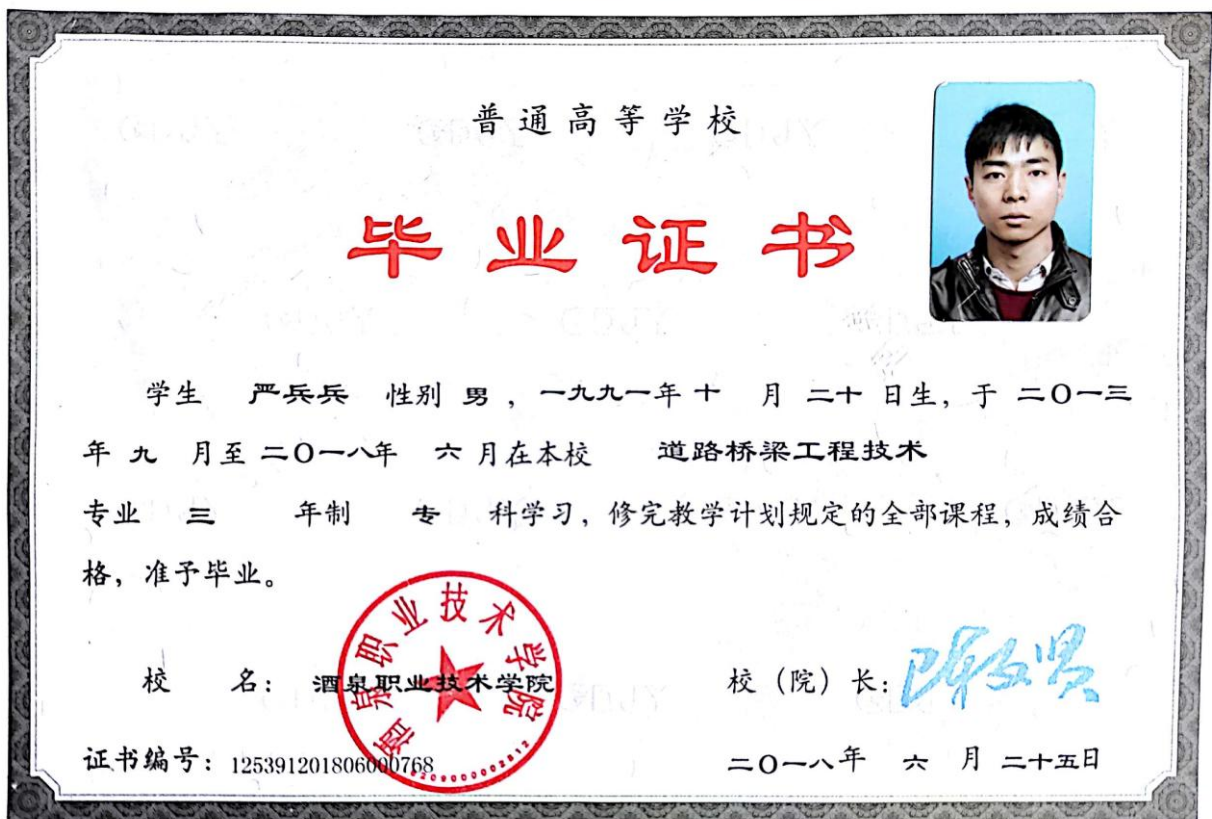 普通高等学校
毕业证书
学生 严兵兵 性别 男，一九九一年 十 月 二十 日生，于 二〇一三
年 九 月至 二〇一八年 六 月在本校 道路桥梁工程技术
专业 三 年制 专 科学习，修完教学计划规定的全部课程，成绩合
格，准予毕业。
酒泉职业技术学院
校 名：酒泉职业技术学院
校（院）长：
证书编号：125391201806000768
二〇一八年 六 月 二十五日